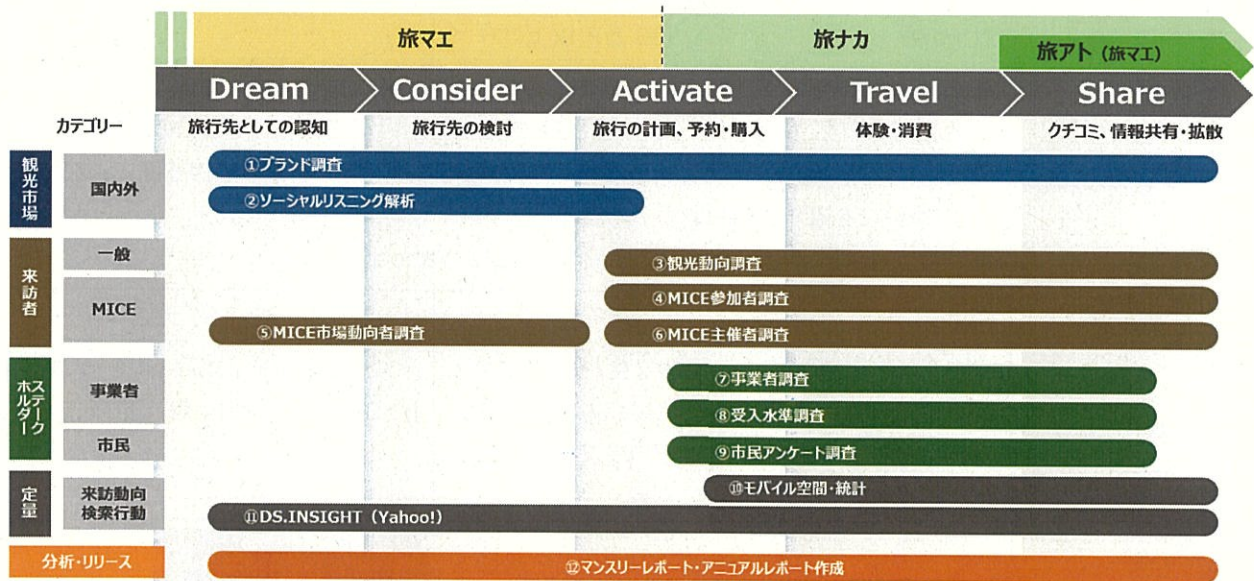 旅マエ
旅ナカ
旅アト（旅マエ）
Dream
Consider
Activate
Travel
Share
カテゴリー
旅行先としての認知
旅行先の検討
旅行の計画、予約・購入
体験・消費
クチコミ、情報共有・拡散
観光市場
国内外
①ブランド調査
②ソーシャルリスニング解析
来訪者
一般
③観光動向調査
MICE
④MICE参加者調査
⑤MICE市場動向者調査
⑥MICE主催者調査
ステーク
ホルダー
事業者
⑦事業者調査
⑧受入水準調査
市民
⑨市民アンケート調査
定量
来訪動向
検索行動
⑩モバイル空間・統計
⑪DS.INSIGHT（Yahoo!）
分析・リリース
⑫マンスリーレポート・アニュアルレポート作成